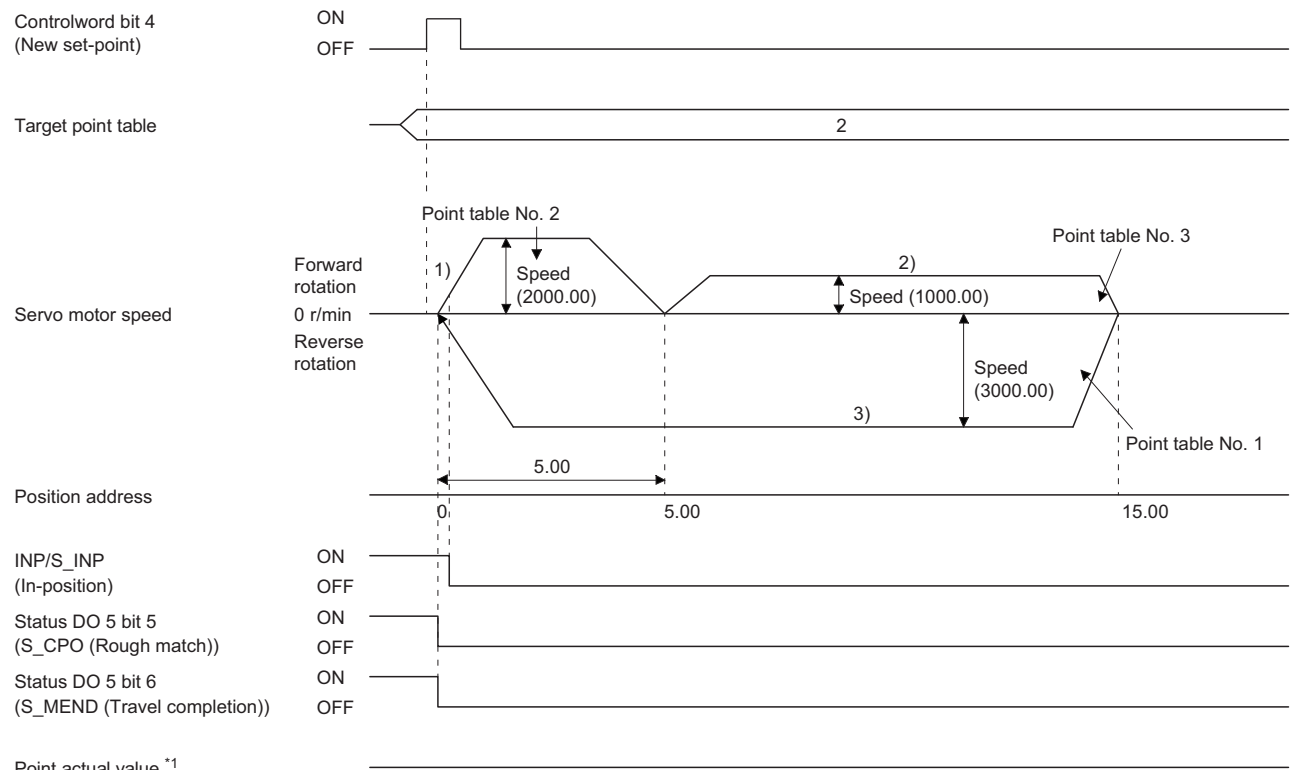 Controlword bit 4
(New set-point)
ON
OFF
Target point table
2
Point table No. 2
Point table No. 3
Servo motor speed
Forward
rotation
0 r/min
Reverse
rotation
1)
Speed
(2000.00)
2)
Speed (1000.00)
Speed
(3000.00)
3)
Point table No. 1
5.00
Position address
0
5.00
15.00
INP/S_INP
(In-position)
ON
OFF
Status DO 5 bit 5
(S_CPO (Rough match))
ON
OFF
Status DO 5 bit 6
(S_MEND (Travel completion))
ON
OFF
Point actual value *1